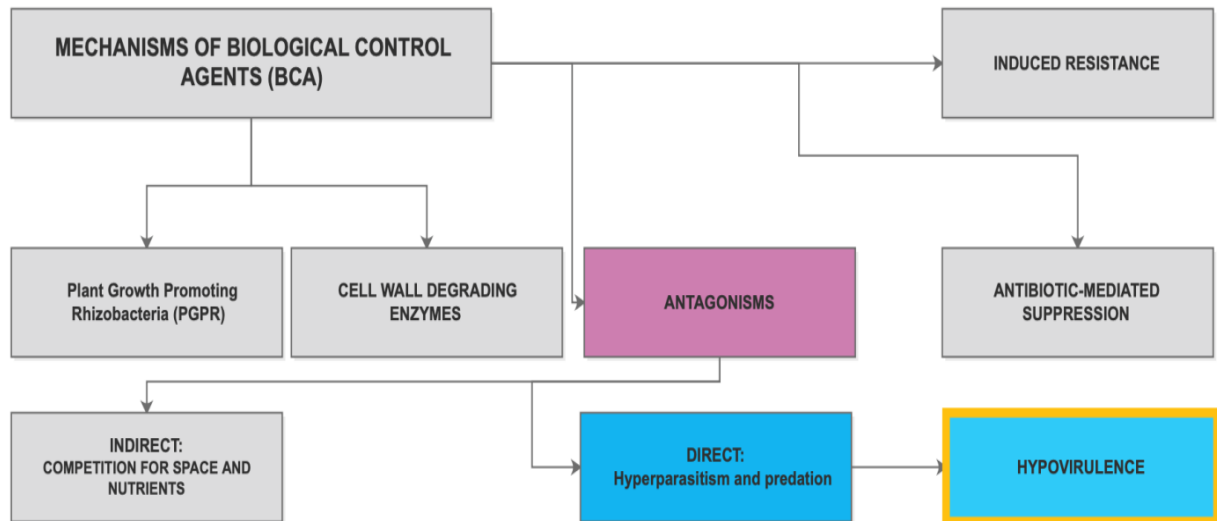 MECHANISMS OF BIOLOGICAL CONTROL
AGENTS (BCA)
INDUCED RESISTANCE
Plant Growth Promoting
Rhizobacteria (PGPR)
CELL WALL DEGRADING
ENZYMES
ANTAGONISMS
ANTIBIOTIC-MEDIATED
SUPPRESSION
INDIRECT:
COMPETITION FOR SPACE AND
NUTRIENTS
DIRECT:
Hyperparasitism and predation
HYPOVIRULENCE